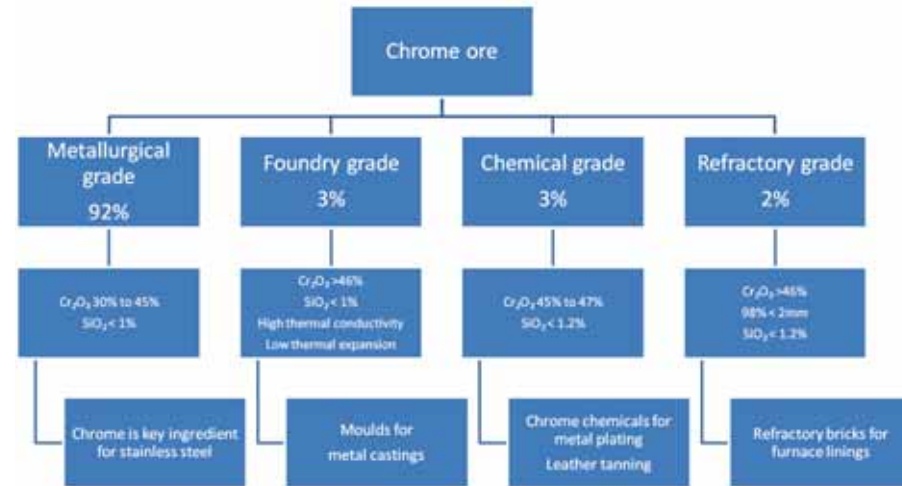 Chrome ore
Metallurgical
grade
92%
Foundry grade
3%
Chemical grade
3%
Refractory grade
2%
Cr₂O₃ 30% to 45%
SiO₂ < 1%
Cr₂O₃ >46%
SiO₂ < 1%
High thermal conductivity
Low thermal expansion
Cr₂O₃ 45% to 47%
SiO₂ < 1.2%
Cr₂O₃ >46%
98% < 2mm
SiO₂ < 1.2%
Chrome is key ingredient
for stainless steel
Moulds for
metal castings
Chrome chemicals for
metal plating
Leather tanning
Refractory bricks for
furnace linings